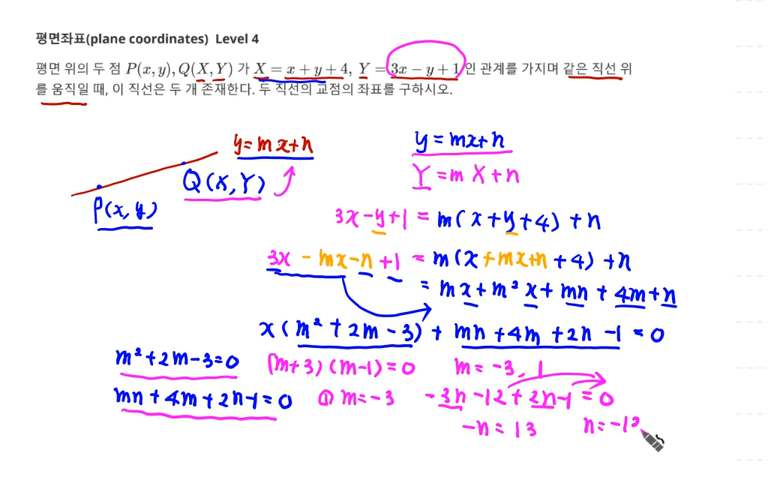 평면좌표(plane coordinates) Level 4
평면 위의 두 점 P(x, y), Q(X, Y) 가 X = x + y + 4, Y = 3x − y + 1 인 관계를 가지며 같은 직선 위
를 움직일 때, 이 직선은 두 개 존재한다. 두 직선의 교점의 좌표를 구하시오.
y = mx+n
Q(X, Y)
P(x, y)
y = mx+n
Y = mX+n
3x-y+1 = m(x+y+4)+n
3x - mx-n+1 = m(x+mx+n+4)+n
= mx+m²x+mn+4m+n
x(m²+2m-3)+mn+4m+2n-1=0
m²+2m-3=0 (m+3)(m-1)=0 m=-3, 1
mn+4m+2n-1=0 ① m=-3 -3n-12+2n-1=0
-n=13 n=-13